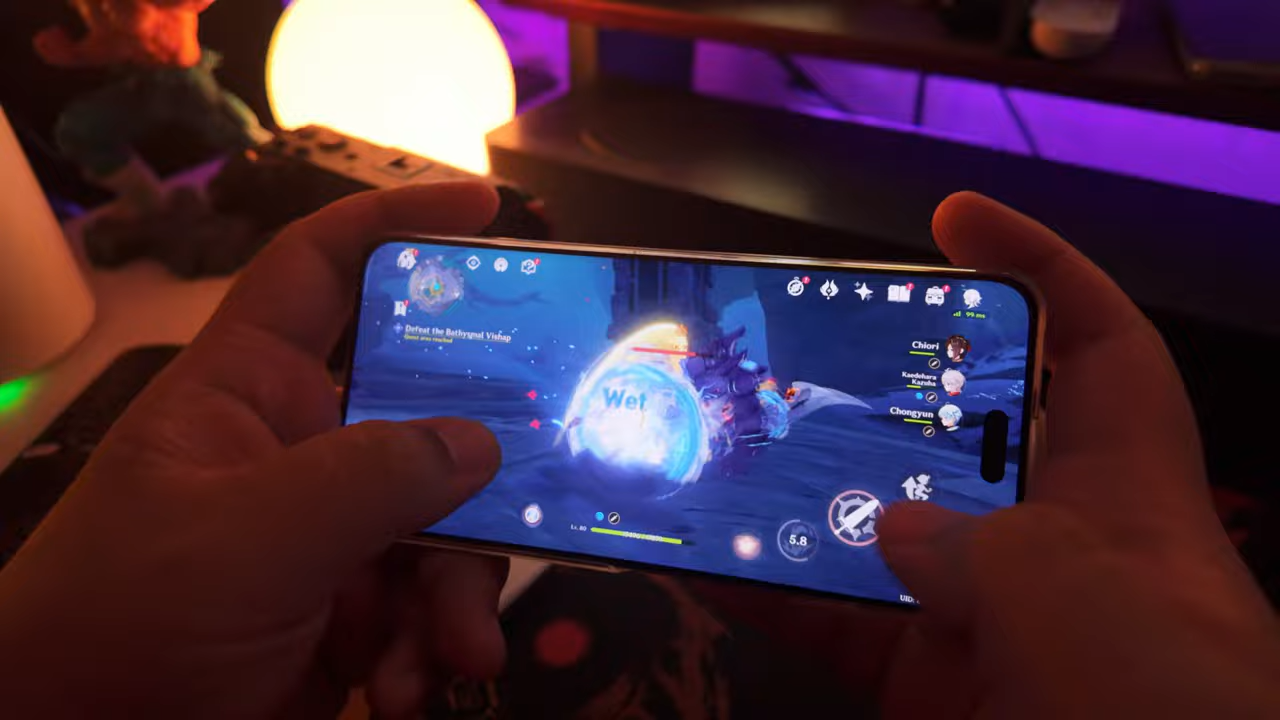 Defeat the Bathysmal Vishap
Quest area reached
Wet
99 ms
Chiori
Kaedehara
Kazuha
Chongyun
Lv. 80
5.8
UID: